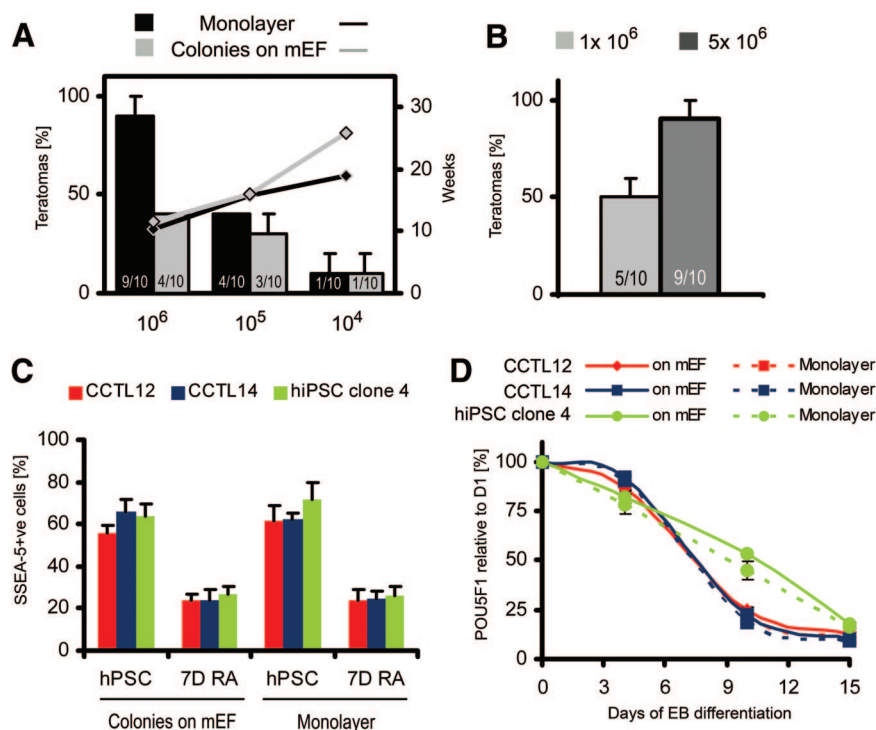 A
Monolayer
Colonies on mEF
Teratomas [%]
100
50
0
30
20
10
0
Weeks
9/10 4/10 4/10 3/10 1/10 1/10
10⁶ 10⁵ 10⁴
B
1x 10⁶ 5x 10⁶
Teratomas [%]
100
50
0
5/10 9/10
C
CCTL12 CCTL14 hiPSC clone 4
SSEA-5+ve cells [%]
100
80
60
40
20
0
hPSC 7D RA hPSC 7D RA
Colonies on mEF Monolayer
D
CCTL12 on mEF Monolayer
CCTL14 on mEF Monolayer
hiPSC clone 4 on mEF Monolayer
POU5F1 relative to D1 [%]
100
75
50
25
0
0 3 6 9 12 15
Days of EB differentiation